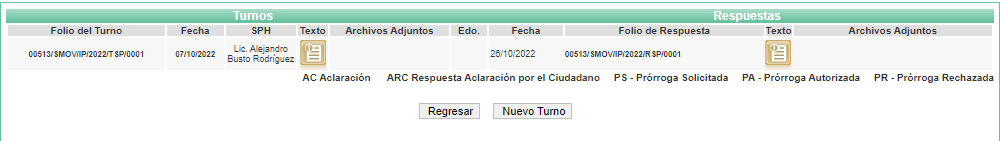 Turnos Respuestas
Folio del Turno Fecha SPH Texto Archivos Adjuntos Edo. Fecha Folio de Respuesta Texto Archivos Adjuntos
00513/SMOV/IP/2022/TSP/0001 07/10/2022 Lic. Alejandro Busto Rodríguez 26/10/2022 00513/SMOV/IP/2022/RSP/0001
AC Aclaración ARC Respuesta Aclaración por el Ciudadano PS - Prórroga Solicitada PA - Prórroga Autorizada PR - Prórroga Rechazada
Regresar Nuevo Turno